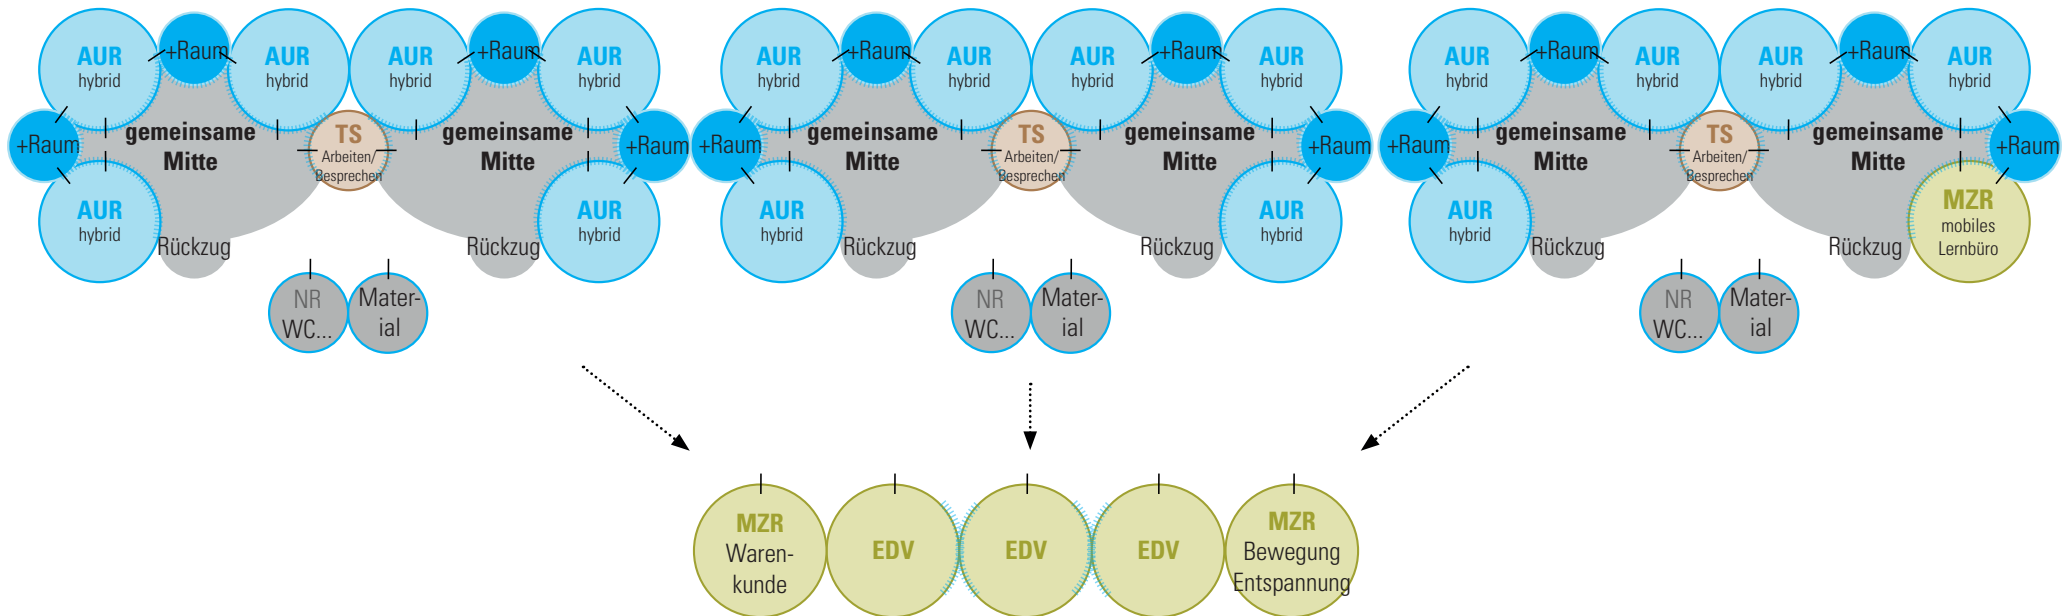 AUR
hybrid
+Raum
AUR
hybrid
AUR
hybrid
+Raum
AUR
hybrid
+Raum
gemeinsame
Mitte
TS
Arbeiten/
Besprechen
gemeinsame
Mitte
+Raum
AUR
hybrid
Rückzug
Rückzug
AUR
hybrid
NR
WC...
Mater-
ial
AUR
hybrid
+Raum
AUR
hybrid
AUR
hybrid
+Raum
AUR
hybrid
+Raum
gemeinsame
Mitte
TS
Arbeiten/
Besprechen
gemeinsame
Mitte
+Raum
AUR
hybrid
Rückzug
Rückzug
AUR
hybrid
NR
WC...
Mater-
ial
AUR
hybrid
+Raum
AUR
hybrid
AUR
hybrid
+Raum
AUR
hybrid
+Raum
gemeinsame
Mitte
TS
Arbeiten/
Besprechen
gemeinsame
Mitte
+Raum
AUR
hybrid
Rückzug
Rückzug
MZR
mobiles
Lernbüro
NR
WC...
Mater-
ial
MZR
Waren-
kunde
EDV
EDV
EDV
MZR
Bewegung
Entspannung